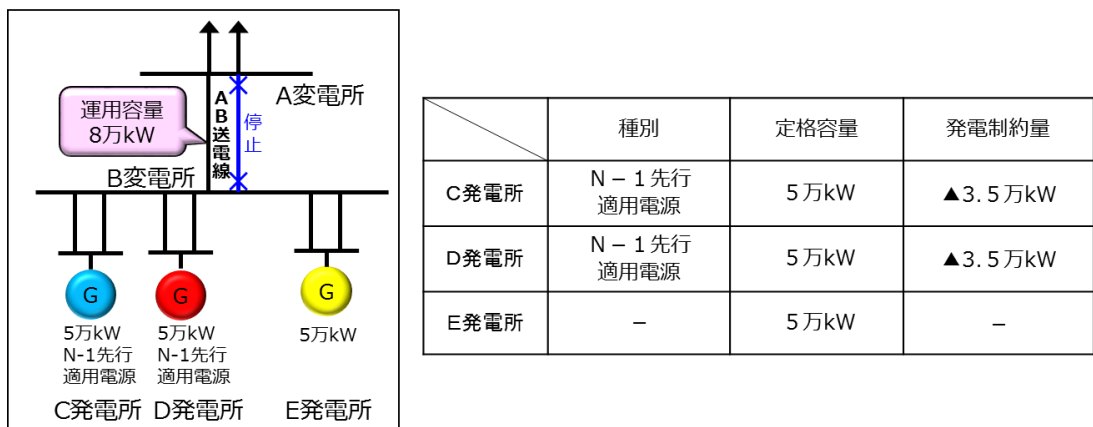 A変電所
運用容量
8万kW
AB送電線
停止
B変電所
G
G
G
5万kW
N-1先行
適用電源
5万kW
N-1先行
適用電源
5万kW
C発電所
D発電所
E発電所
種別
定格容量
発電制約量
C発電所
N－1先行
適用電源
5万kW
▲3.5万kW
D発電所
N－1先行
適用電源
5万kW
▲3.5万kW
E発電所
－
5万kW
－